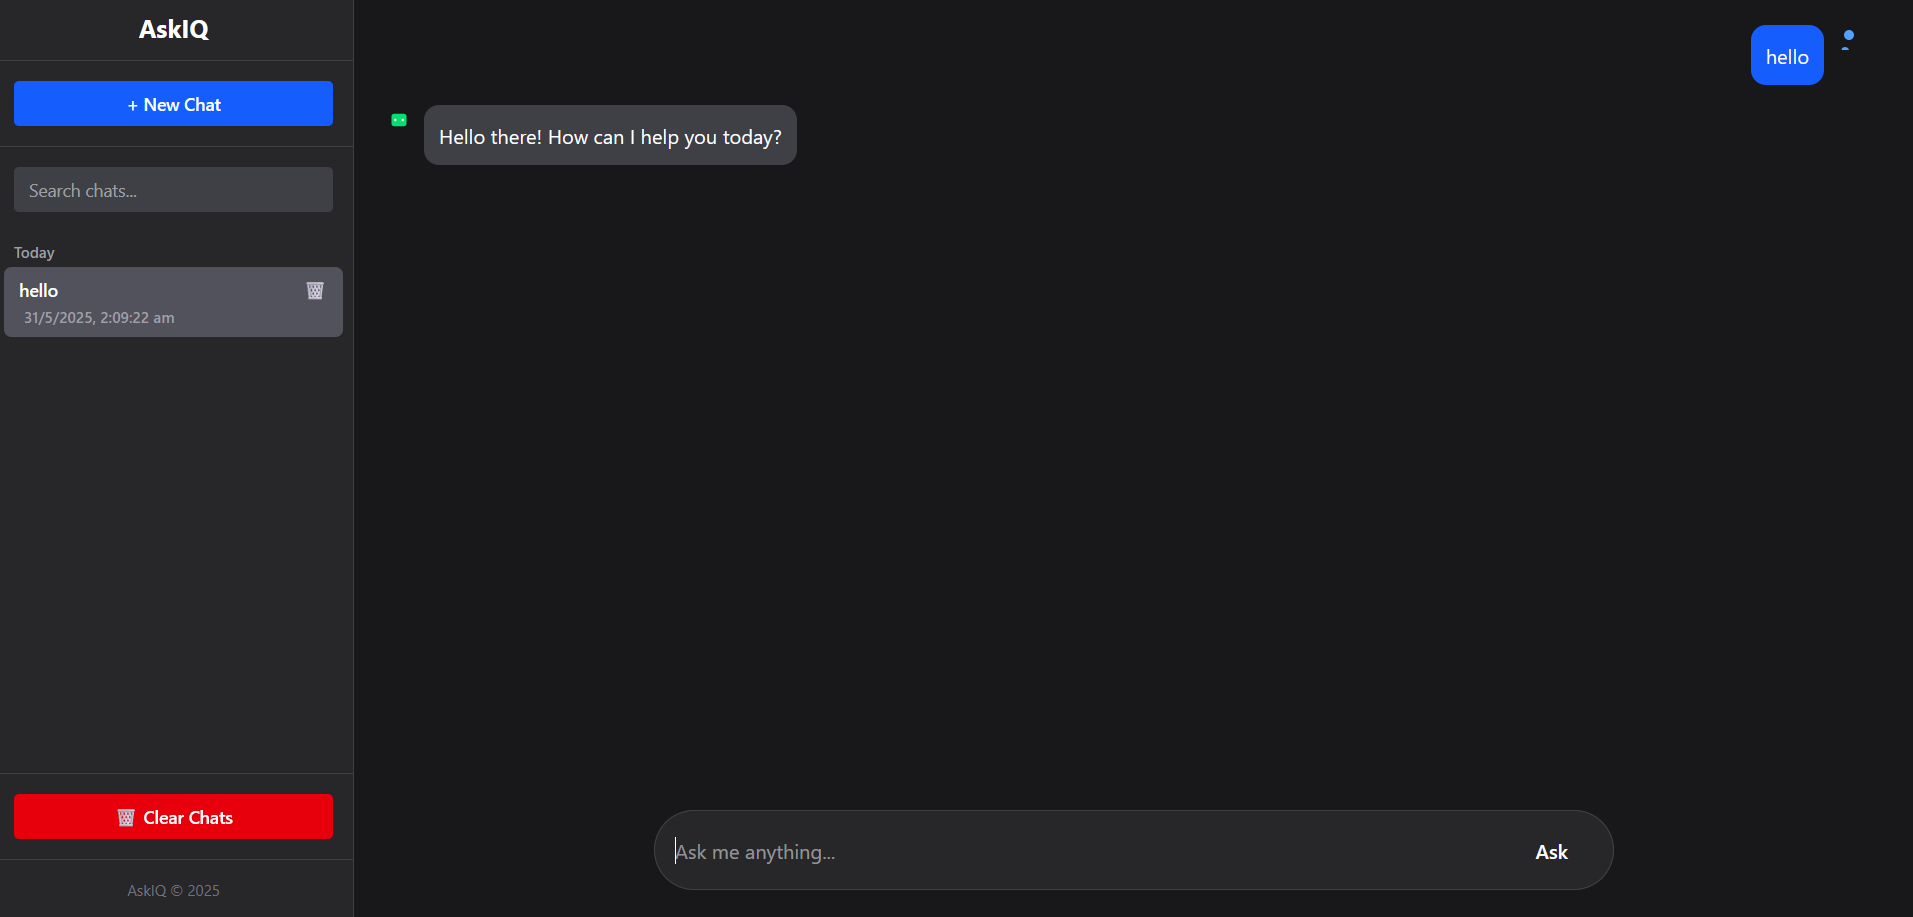 AskIQ
+ New Chat
Search chats...
Today
hello
31/5/2025, 2:09:22 am
Clear Chats
AskIQ © 2025
hello
Hello there! How can I help you today?
Ask me anything...
Ask